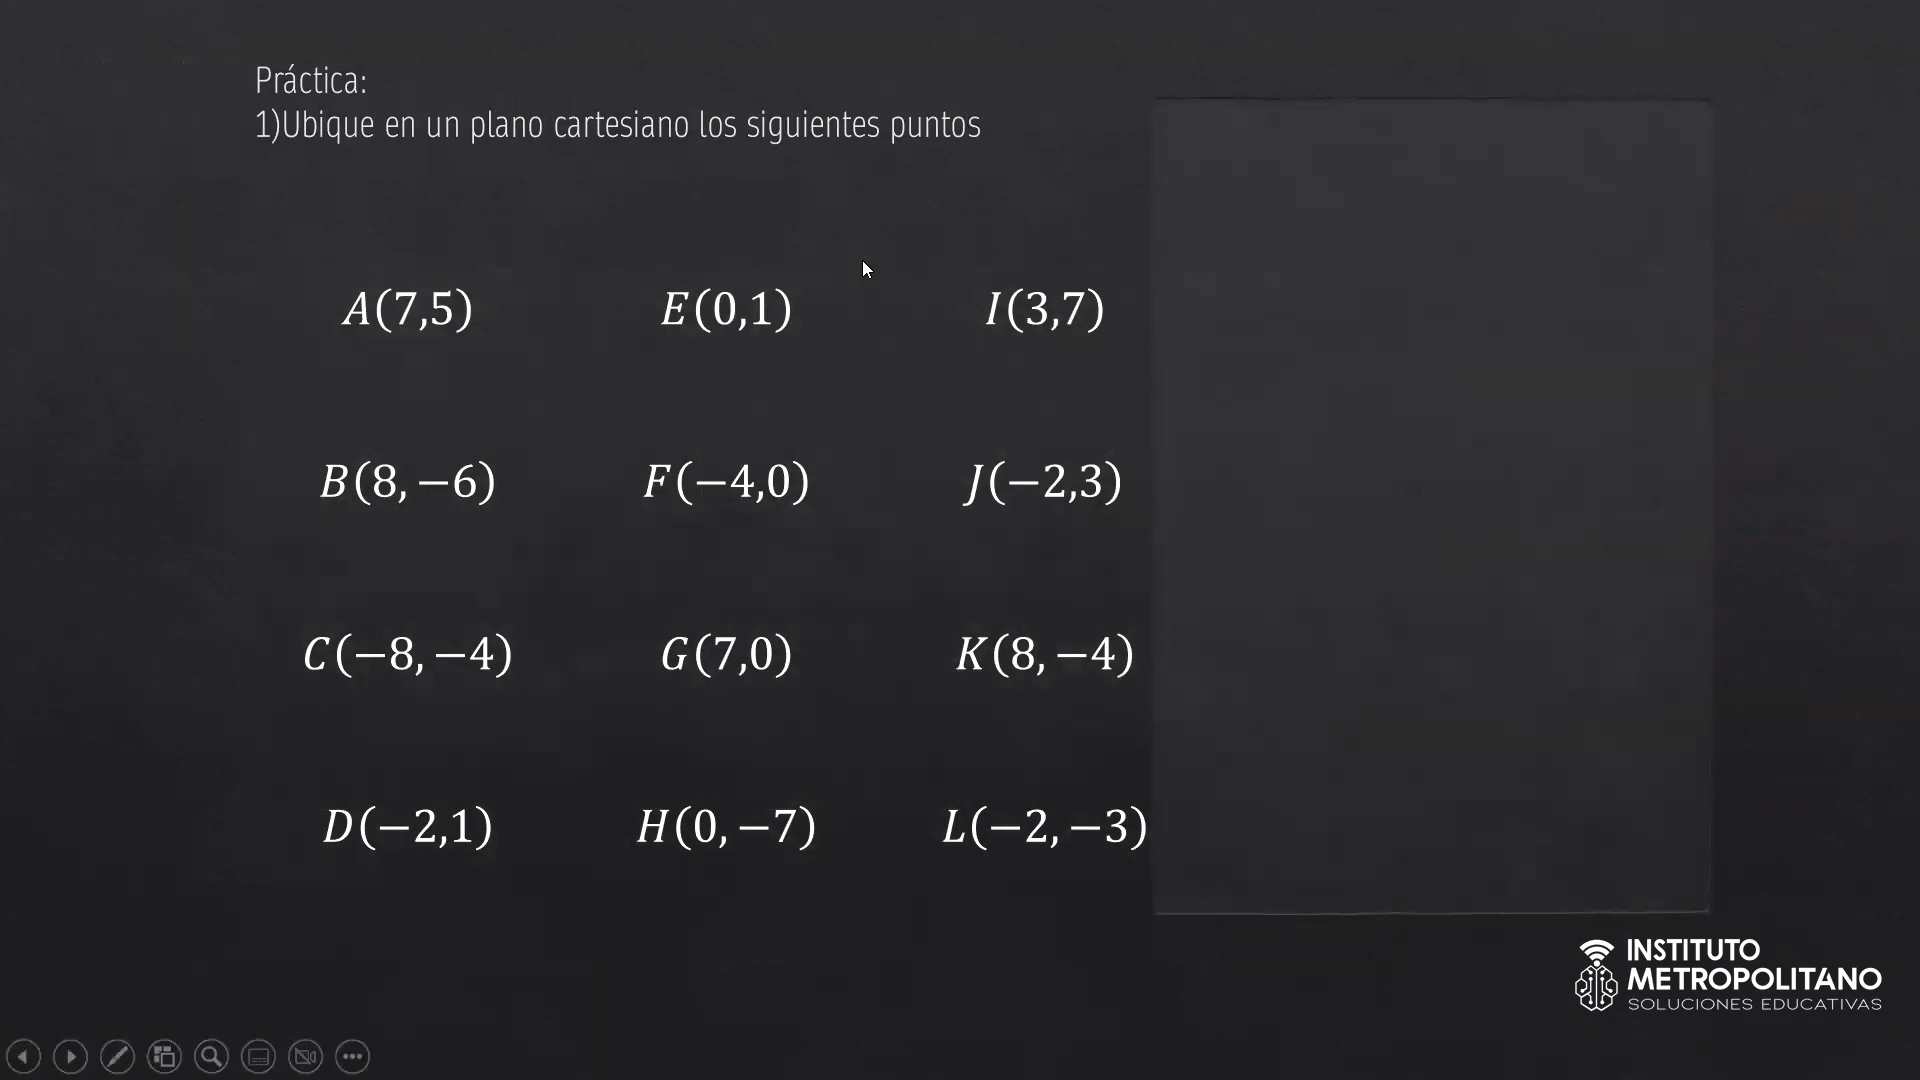 Práctica:
1)Ubique en un plano cartesiano los siguientes puntos
A(7,5) E(0,1) I(3,7)
B(8,−6) F(−4,0) J(−2,3)
C(−8,−4) G(7,0) K(8,−4)
D(−2,1) H(0,−7) L(−2,−3)
INSTITUTO
METROPOLITANO
SOLUCIONES EDUCATIVAS